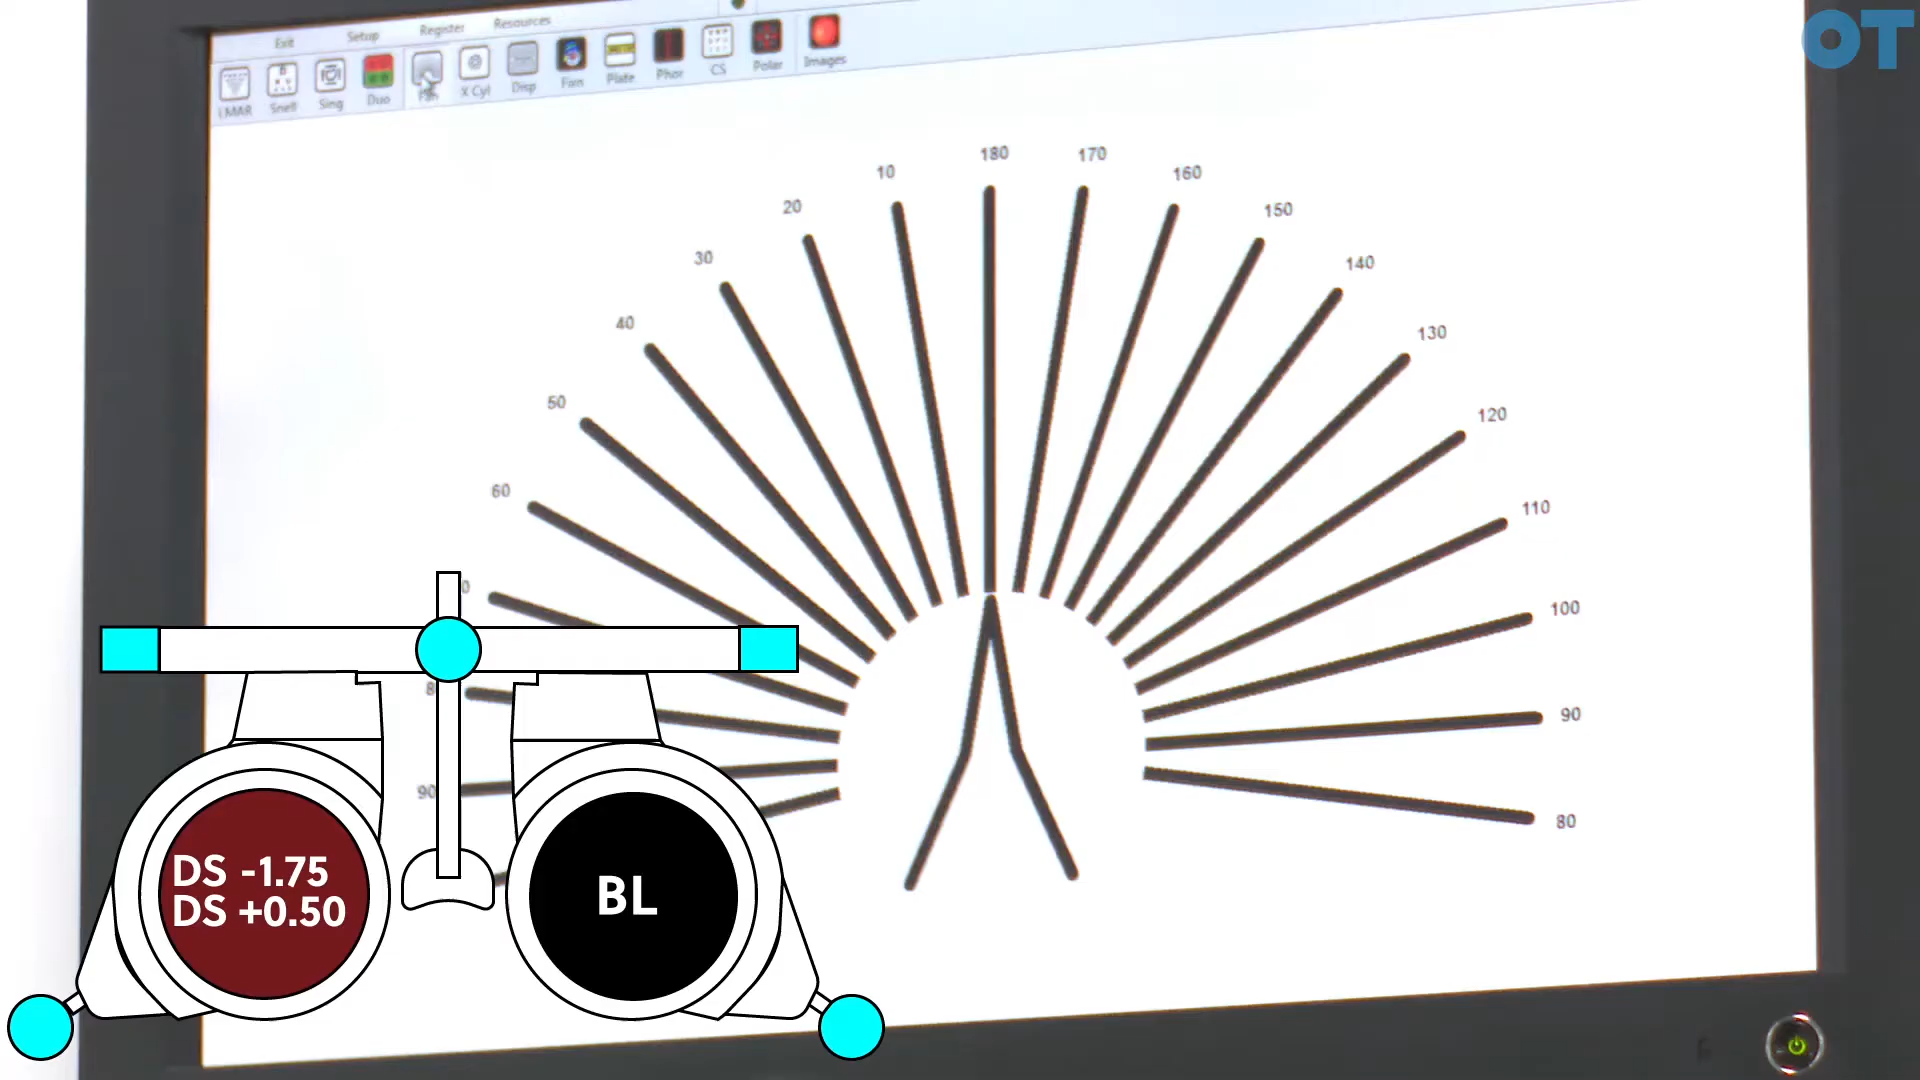 OT
Exit Setup Register Resources
Snell Sing Duo Fan X Cyl Disp Fixn Plate Phor CS Polar Images
180
10 170
20 160
30 150
40 140
50 130
60 120
110
100
90
90
80
DS -1.75
DS +0.50
BL